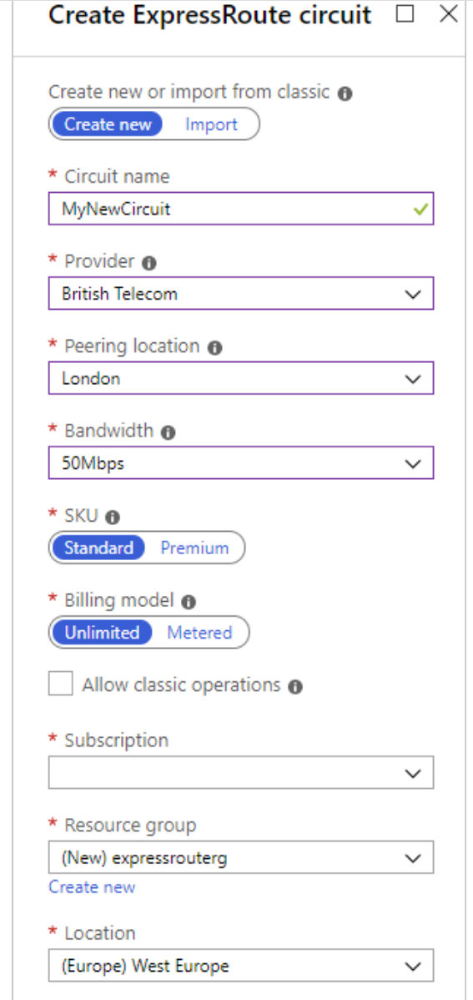 Create ExpressRoute circuit
Create new or import from classic
Create new Import
* Circuit name
MyNewCircuit
* Provider
British Telecom
* Peering location
London
* Bandwidth
50Mbps
* SKU
Standard Premium
* Billing model
Unlimited Metered
Allow classic operations
* Subscription
* Resource group
(New) expressrouterg
Create new
* Location
(Europe) West Europe